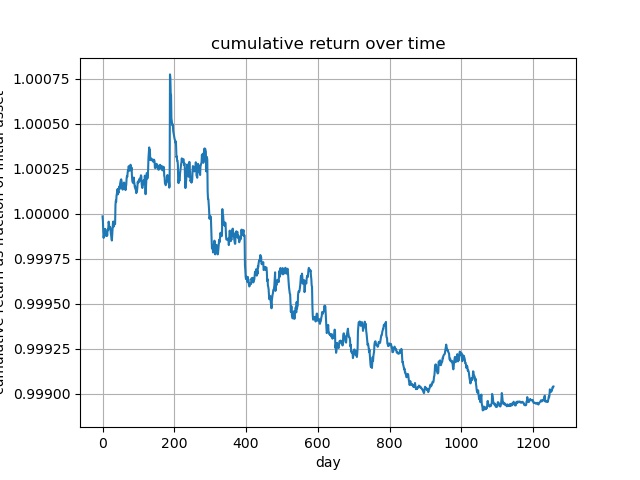 cumulative return over time
cumulative return as fraction of initial asset
1.00075
1.00050
1.00025
1.00000
0.99975
0.99950
0.99925
0.99900
0 200 400 600 800 1000 1200
day